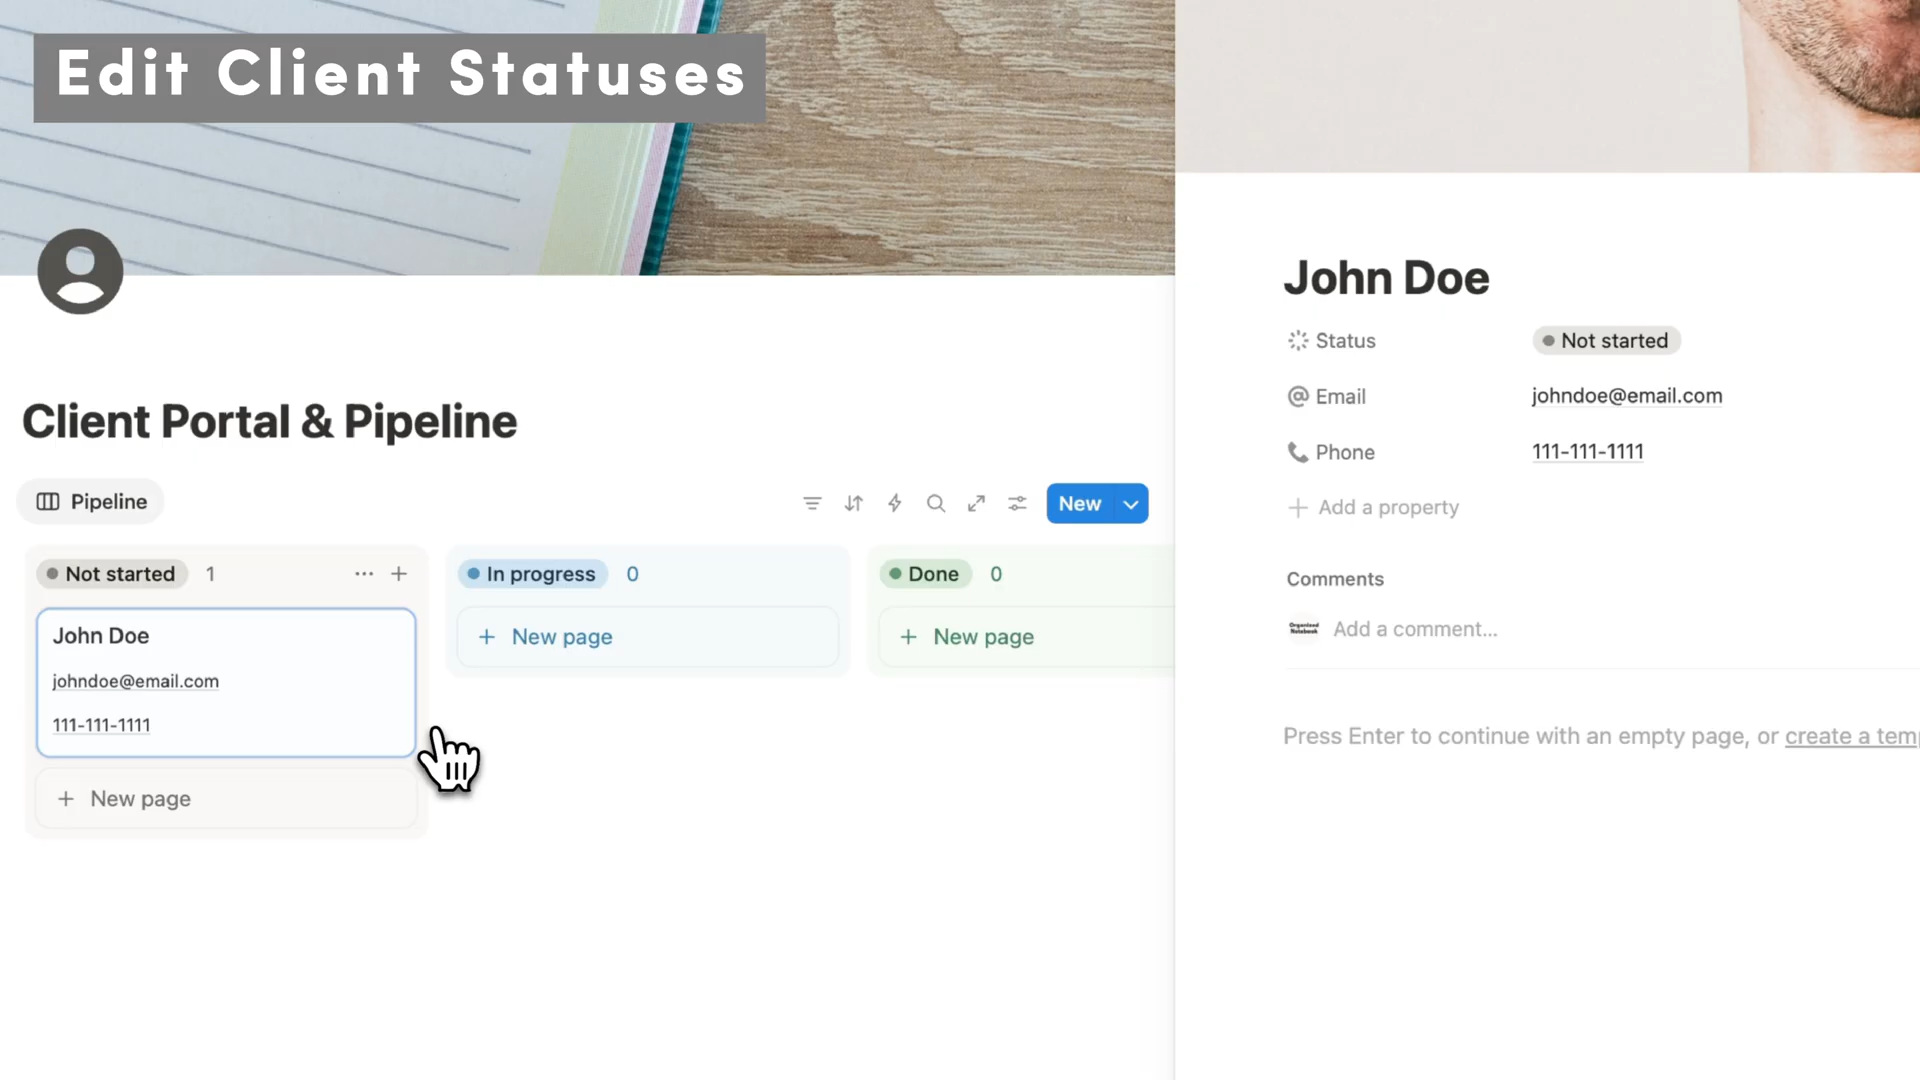 Edit Client Statuses
Client Portal & Pipeline
Pipeline
New
Not started 1
John Doe
johndoe@email.com
111-111-1111
New page
In progress 0
New page
Done 0
New page
John Doe
Status Not started
Email johndoe@email.com
Phone 111-111-1111
Add a property
Comments
Organized
Notebook
Add a comment...
Press Enter to continue with an empty page, or create a temp